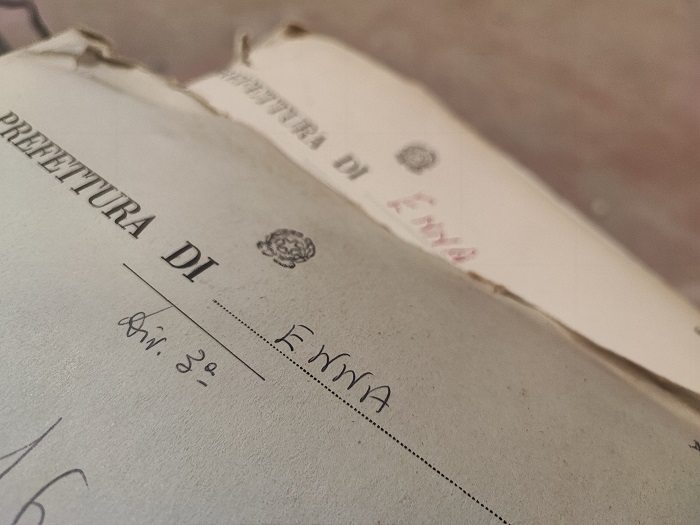 PREFETTURA DI ENNA
Div. 3ª
16
PREFETTURA DI ENNA